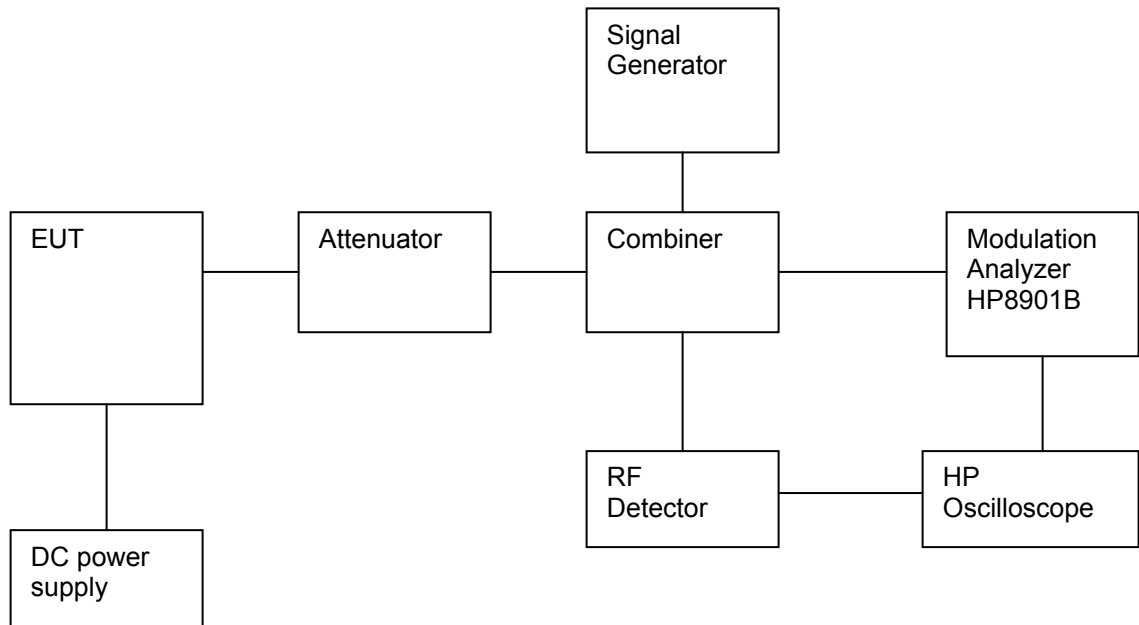 Signal
Generator
EUT
Attenuator
Combiner
Modulation
Analyzer
HP8901B
RF
Detector
HP
Oscilloscope
DC power
supply